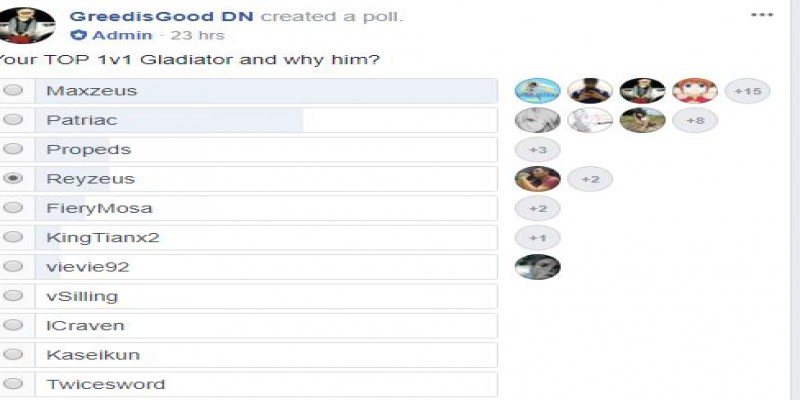 GreedisGood DN created a poll.
Admin · 23 hrs
Your TOP 1v1 Gladiator and why him?
Maxzeus
+15
Patriac
+8
Propeds
+3
Reyzeus
+2
FieryMosa
+2
KingTianx2
+1
vievie92
vSilling
ICraven
Kaseikun
Twicesword